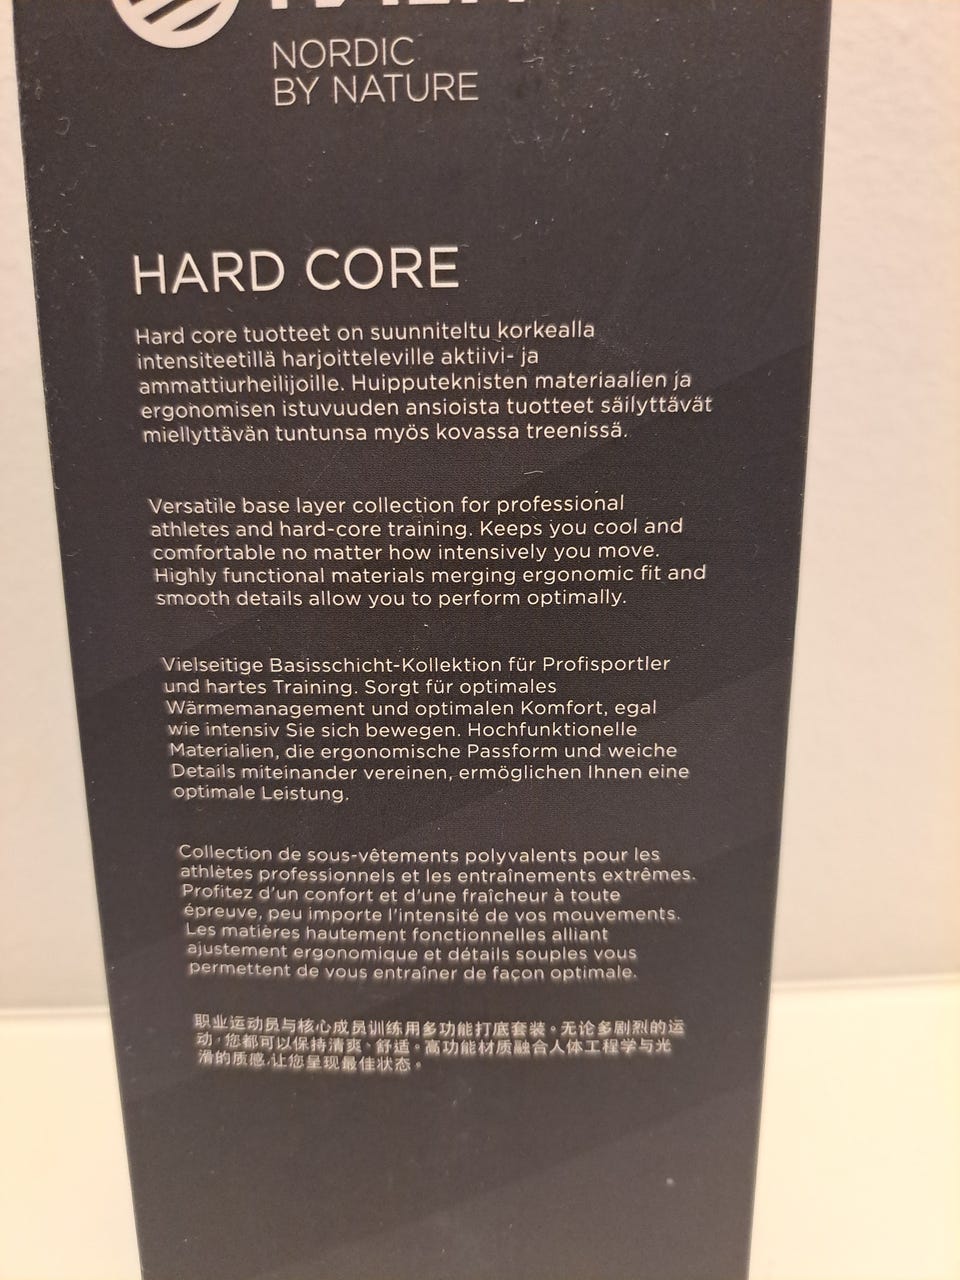 NORDIC
BY NATURE
HARD CORE
Hard core tuotteet on suunniteltu korkealla
intensiteetillä harjoitteleville aktiivi- ja
ammattiurheilijoille. Huipputeknisten materiaalien ja
ergonomisen istuvuuden ansioista tuotteet säilyttävät
miellyttävän tuntunsa myös kovassa treenissä.
Versatile base layer collection for professional
athletes and hard-core training. Keeps you cool and
comfortable no matter how intensively you move.
Highly functional materials merging ergonomic fit and
smooth details allow you to perform optimally.
Vielseitige Basisschicht-Kollektion für Profisportler
und hartes Training. Sorgt für optimales
Wärmemanagement und optimalen Komfort, egal
wie intensiv Sie sich bewegen. Hochfunktionelle
Materialien, die ergonomische Passform und weiche
Details miteinander vereinen, ermöglichen Ihnen eine
optimale Leistung.
Collection de sous-vêtements polyvalents pour les
athlètes professionnels et les entraînements extrêmes.
Profitez d'un confort et d'une fraîcheur à toute
épreuve, peu importe l'intensité de vos mouvements.
Les matières hautement fonctionnelles alliant
ajustement ergonomique et détails souples vous
permettent de vous entraîner de façon optimale.
职业运动员与核心成员训练用多功能打底套装。无论多剧烈的运
动，您都可以保持清爽、舒适。高功能材质融合人体工程学与光
滑的质感,让您呈现最佳状态。